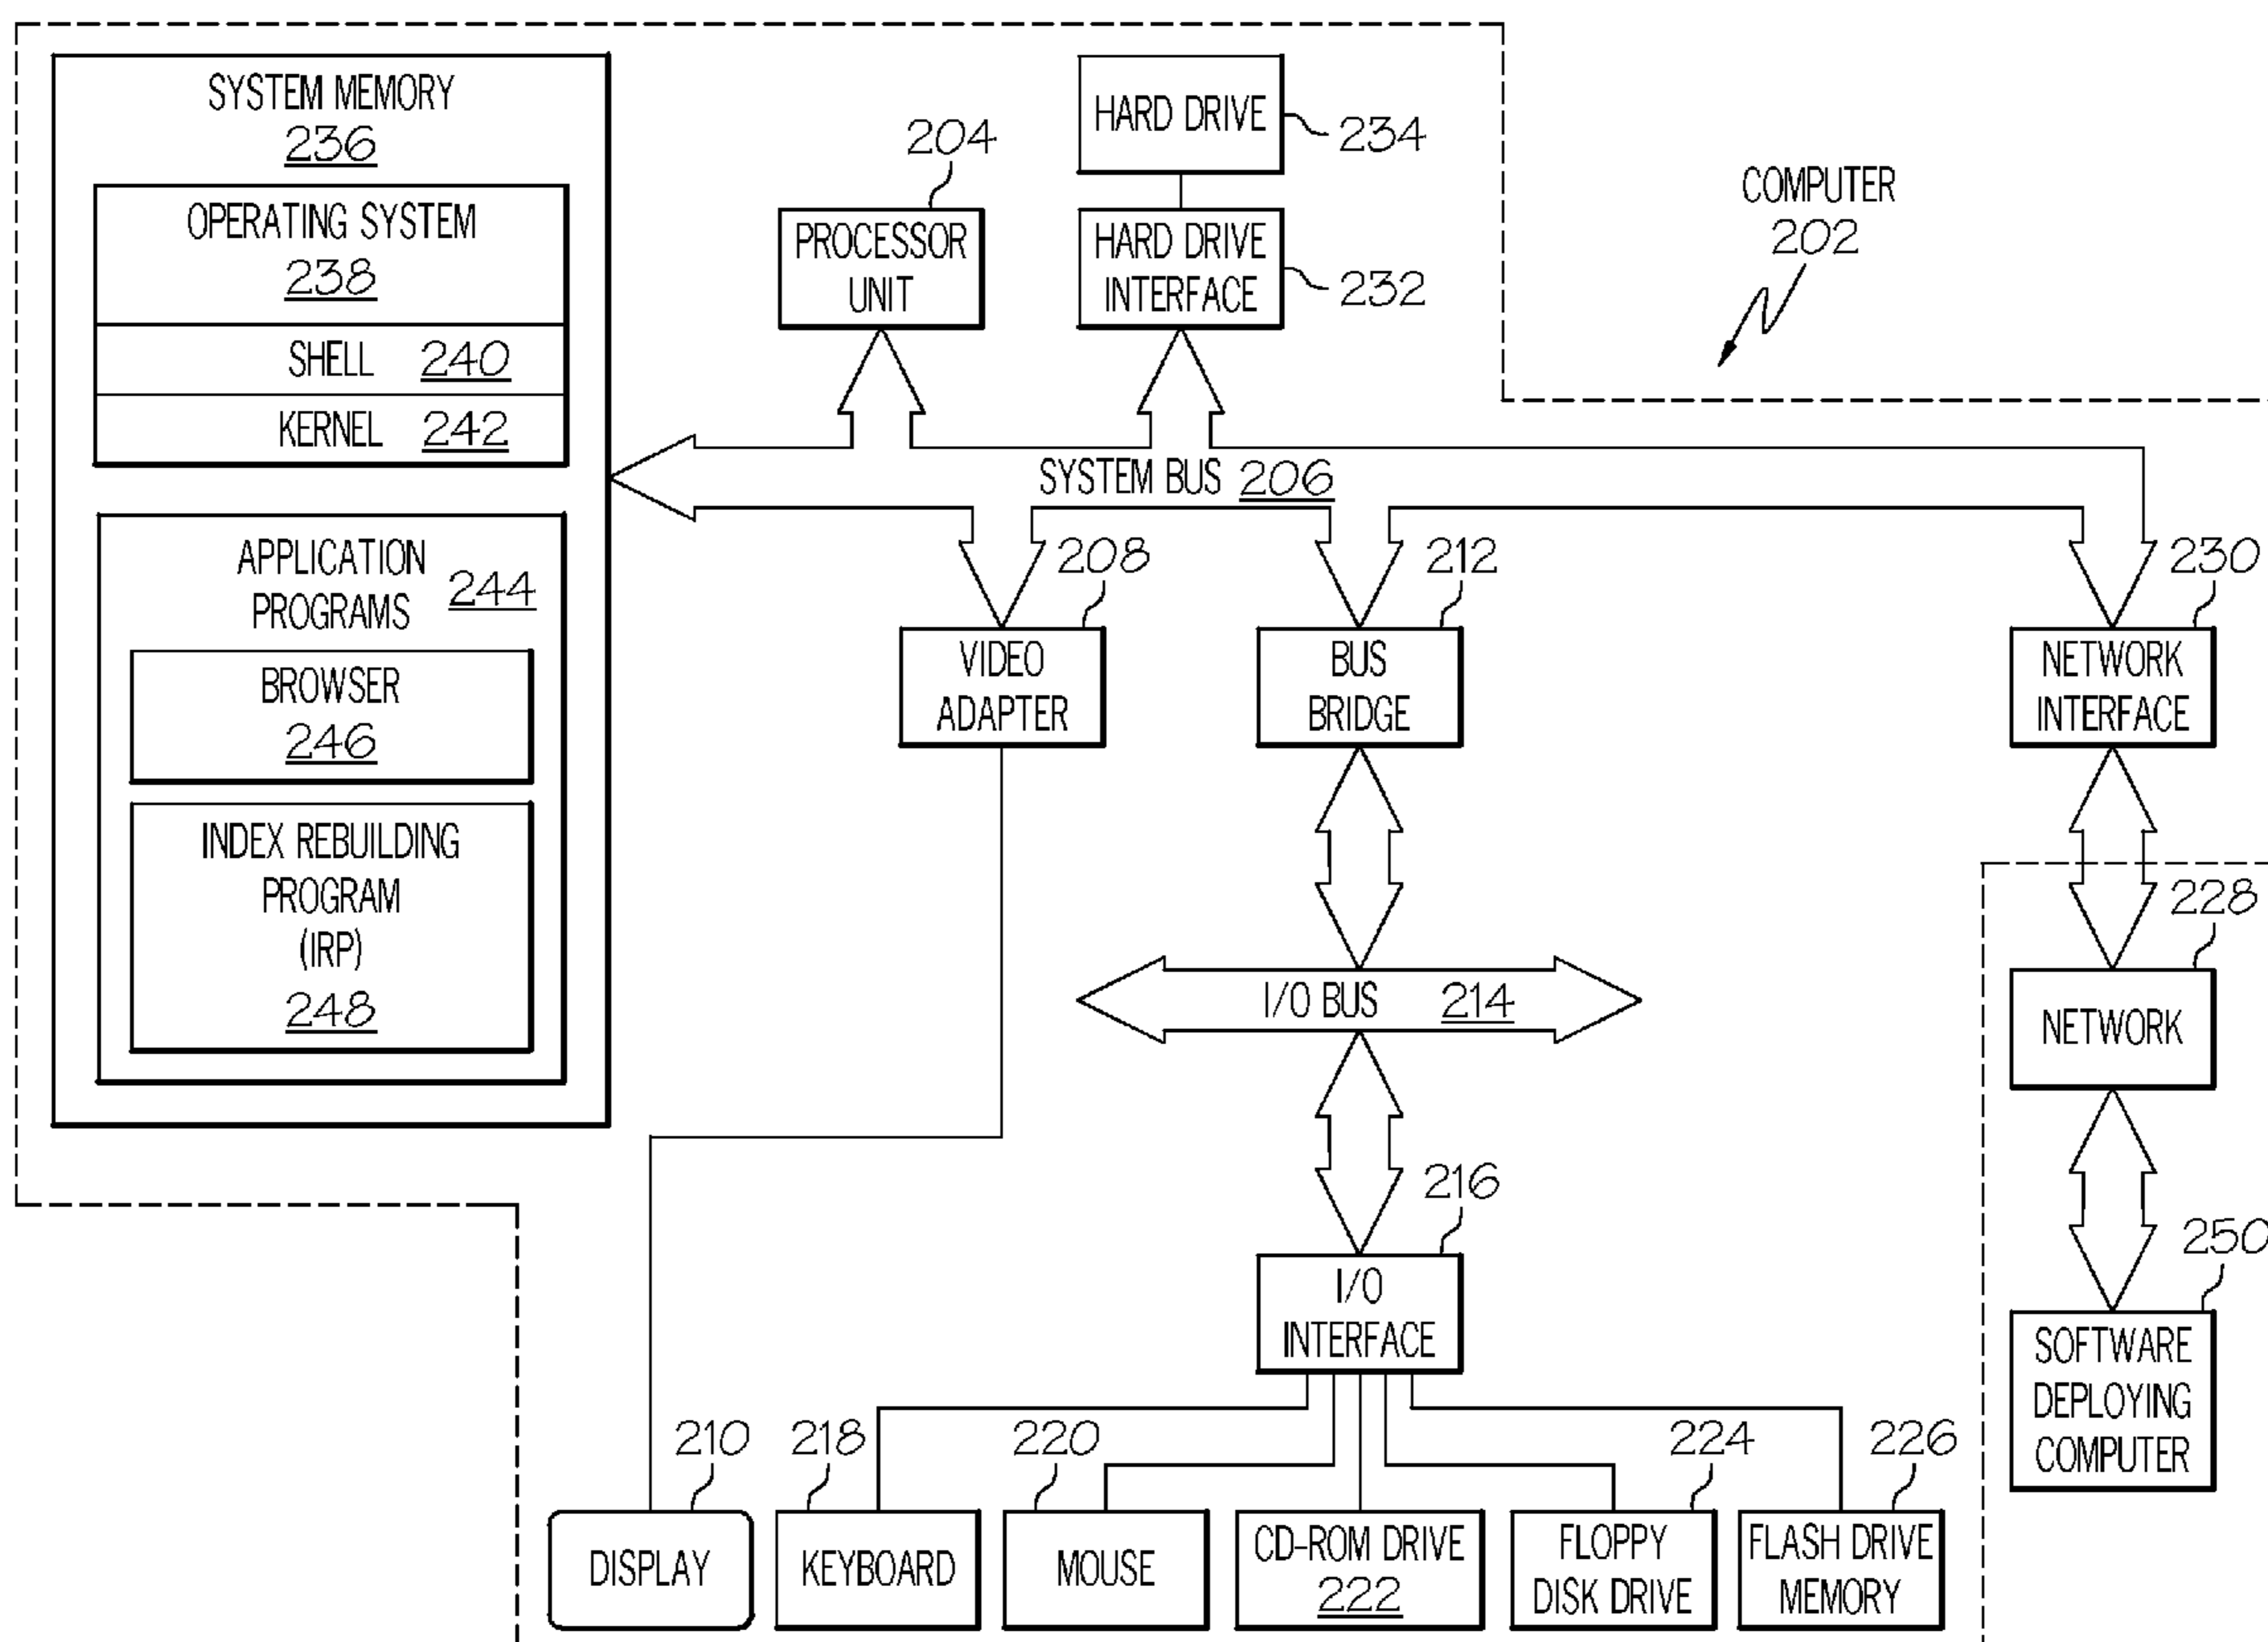 SYSTEM MEMORY
236
OPERATING SYSTEM
238
SHELL 240
KERNEL 242
APPLICATION
PROGRAMS
244
BROWSER
246
INDEX REBUILDING
PROGRAM
(IRP)
248
204
PROCESSOR
UNIT
HARD DRIVE
234
HARD DRIVE
INTERFACE
232
COMPUTER
202
SYSTEM BUS 206
208
VIDEO
ADAPTER
212
BUS
BRIDGE
230
NETWORK
INTERFACE
I/O BUS 214
228
NETWORK
216
I/O
INTERFACE
250
SOFTWARE
DEPLOYING
COMPUTER
210
DISPLAY
218
KEYBOARD
220
MOUSE
CD-ROM DRIVE
222
224
FLOPPY
DISK DRIVE
226
FLASH DRIVE
MEMORY